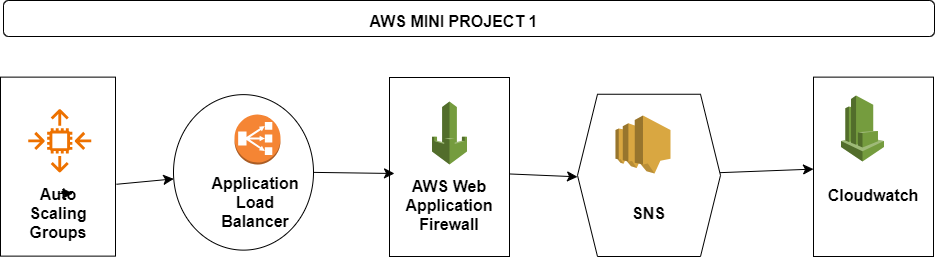 AWS MINI PROJECT 1
Auto
Scaling
Groups
Application
Load
Balancer
AWS Web
Application
Firewall
SNS
Cloudwatch